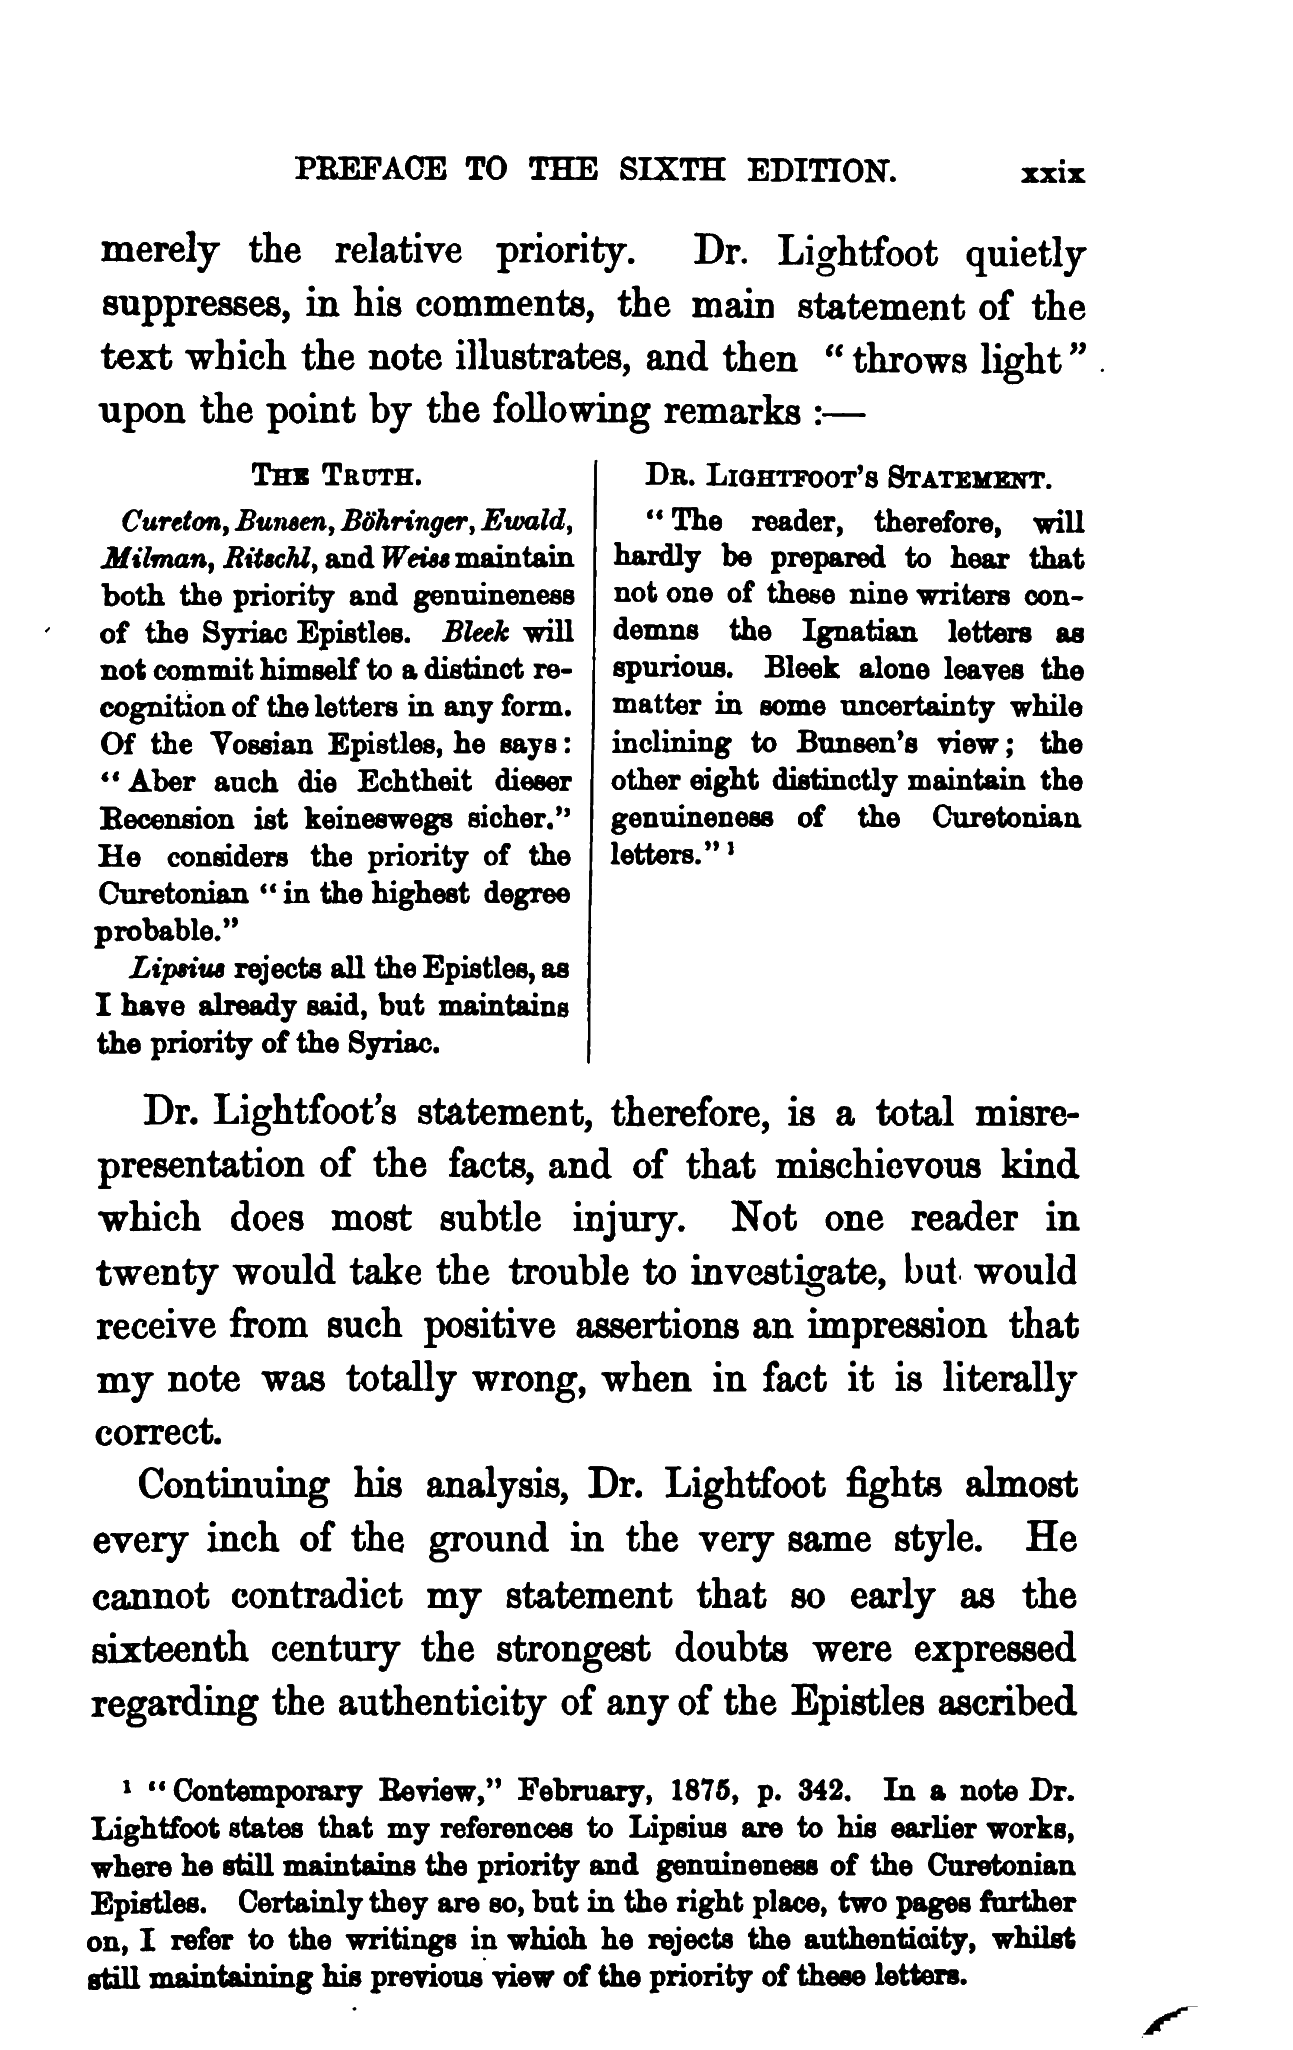 PREFACE TO THE SIXTH EDITION. xxix
merely the relative priority. Dr. Lightfoot quietly
suppresses, in his comments, the main statement of the
text which the note illustrates, and then “throws light”
upon the point by the following remarks :—
THE TRUTH.
Cureton, Bunsen, Böhringer, Ewald,
Milman, Ritschl, and Weiss maintain
both the priority and genuineness
of the Syriac Epistles. Bleek will
not commit himself to a distinct re-
cognition of the letters in any form.
Of the Vossian Epistles, he says:
“Aber auch die Echtheit dieser
Recension ist keineswegs sicher.”
He considers the priority of the
Curetonian “in the highest degree
probable.”
Lipsius rejects all the Epistles, as
I have already said, but maintains
the priority of the Syriac.
DR. LIGHTFOOT’S STATEMENT.
“The reader, therefore, will
hardly be prepared to hear that
not one of these nine writers con-
demns the Ignatian letters as
spurious. Bleek alone leaves the
matter in some uncertainty while
inclining to Bunsen’s view; the
other eight distinctly maintain the
genuineness of the Curetonian
letters.” ¹
Dr. Lightfoot’s statement, therefore, is a total misre-
presentation of the facts, and of that mischievous kind
which does most subtle injury. Not one reader in
twenty would take the trouble to investigate, but would
receive from such positive assertions an impression that
my note was totally wrong, when in fact it is literally
correct.
Continuing his analysis, Dr. Lightfoot fights almost
every inch of the ground in the very same style. He
cannot contradict my statement that so early as the
sixteenth century the strongest doubts were expressed
regarding the authenticity of any of the Epistles ascribed
¹ “Contemporary Review,” February, 1875, p. 342. In a note Dr.
Lightfoot states that my references to Lipsius are to his earlier works,
where he still maintains the priority and genuineness of the Curetonian
Epistles. Certainly they are so, but in the right place, two pages further
on, I refer to the writings in which he rejects the authenticity, whilst
still maintaining his previous view of the priority of these letters.